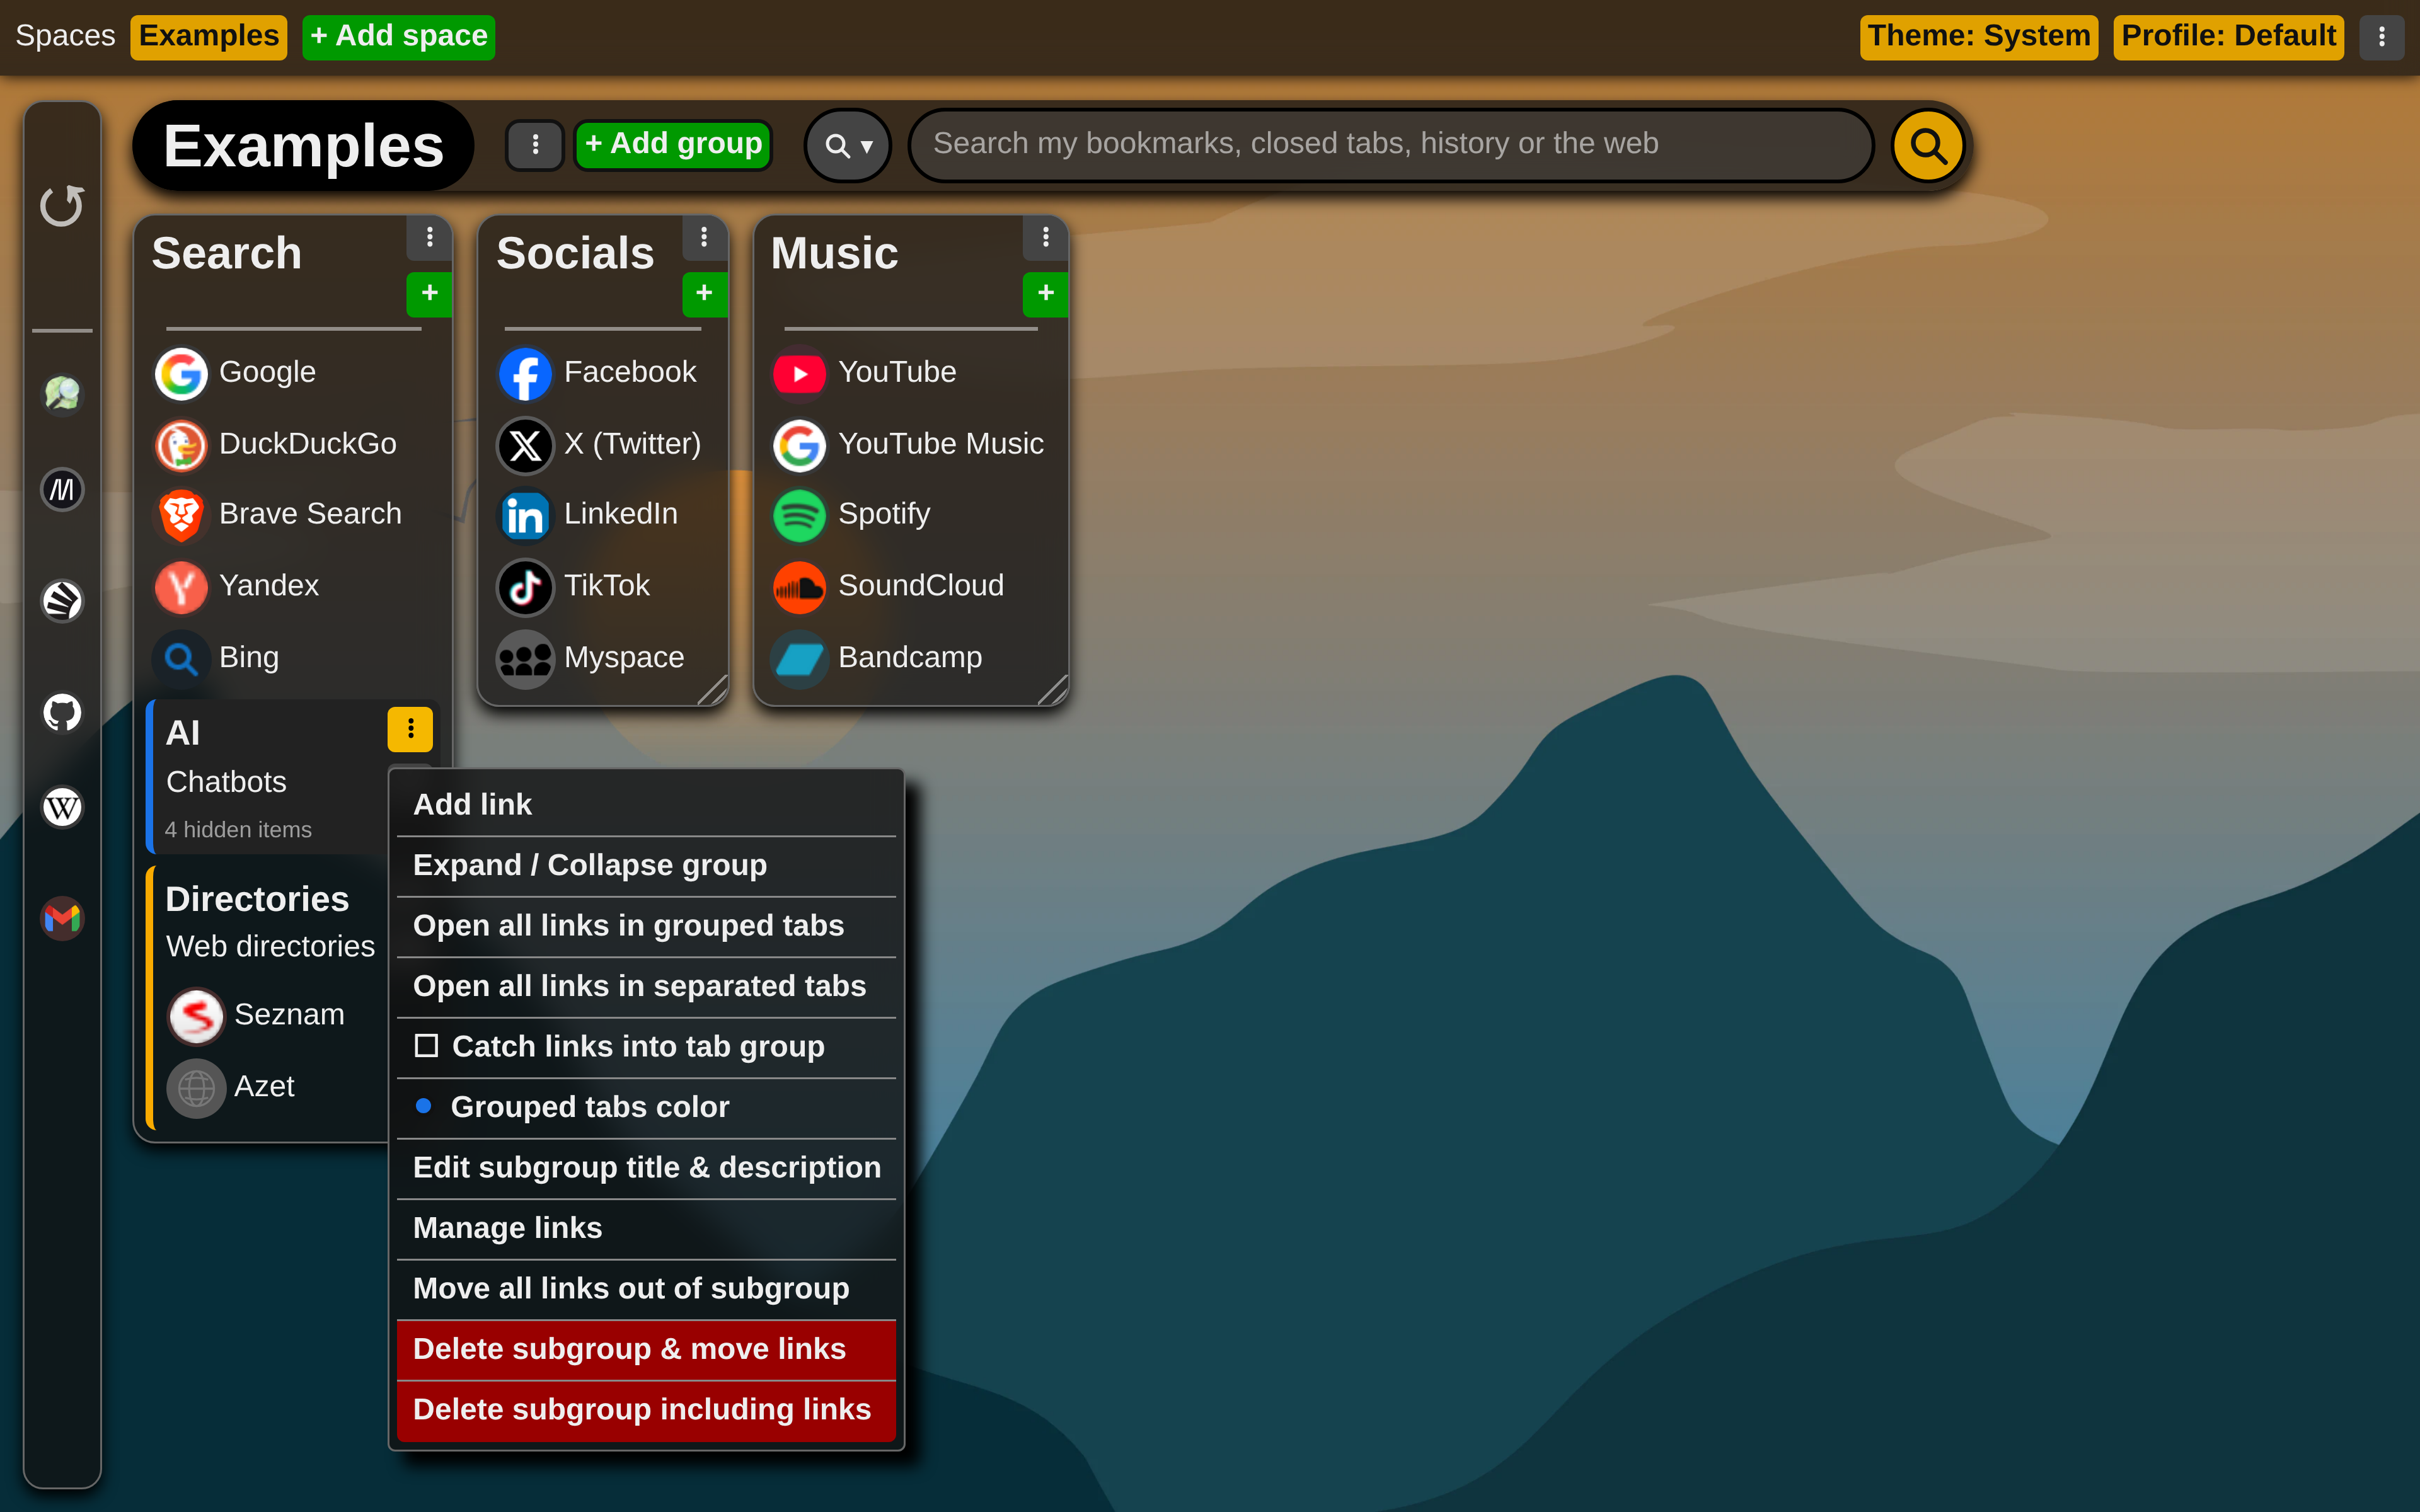 Spaces Examples + Add space Theme: System Profile: Default
Examples + Add group Search my bookmarks, closed tabs, history or the web
Search
+
Google
DuckDuckGo
Brave Search
Yandex
Bing
AI
Chatbots
4 hidden items
Directories
Web directories
Seznam
Azet
Socials
+
Facebook
X (Twitter)
LinkedIn
TikTok
Myspace
Music
+
YouTube
YouTube Music
Spotify
SoundCloud
Bandcamp
Add link
Expand / Collapse group
Open all links in grouped tabs
Open all links in separated tabs
Catch links into tab group
Grouped tabs color
Edit subgroup title & description
Manage links
Move all links out of subgroup
Delete subgroup & move links
Delete subgroup including links